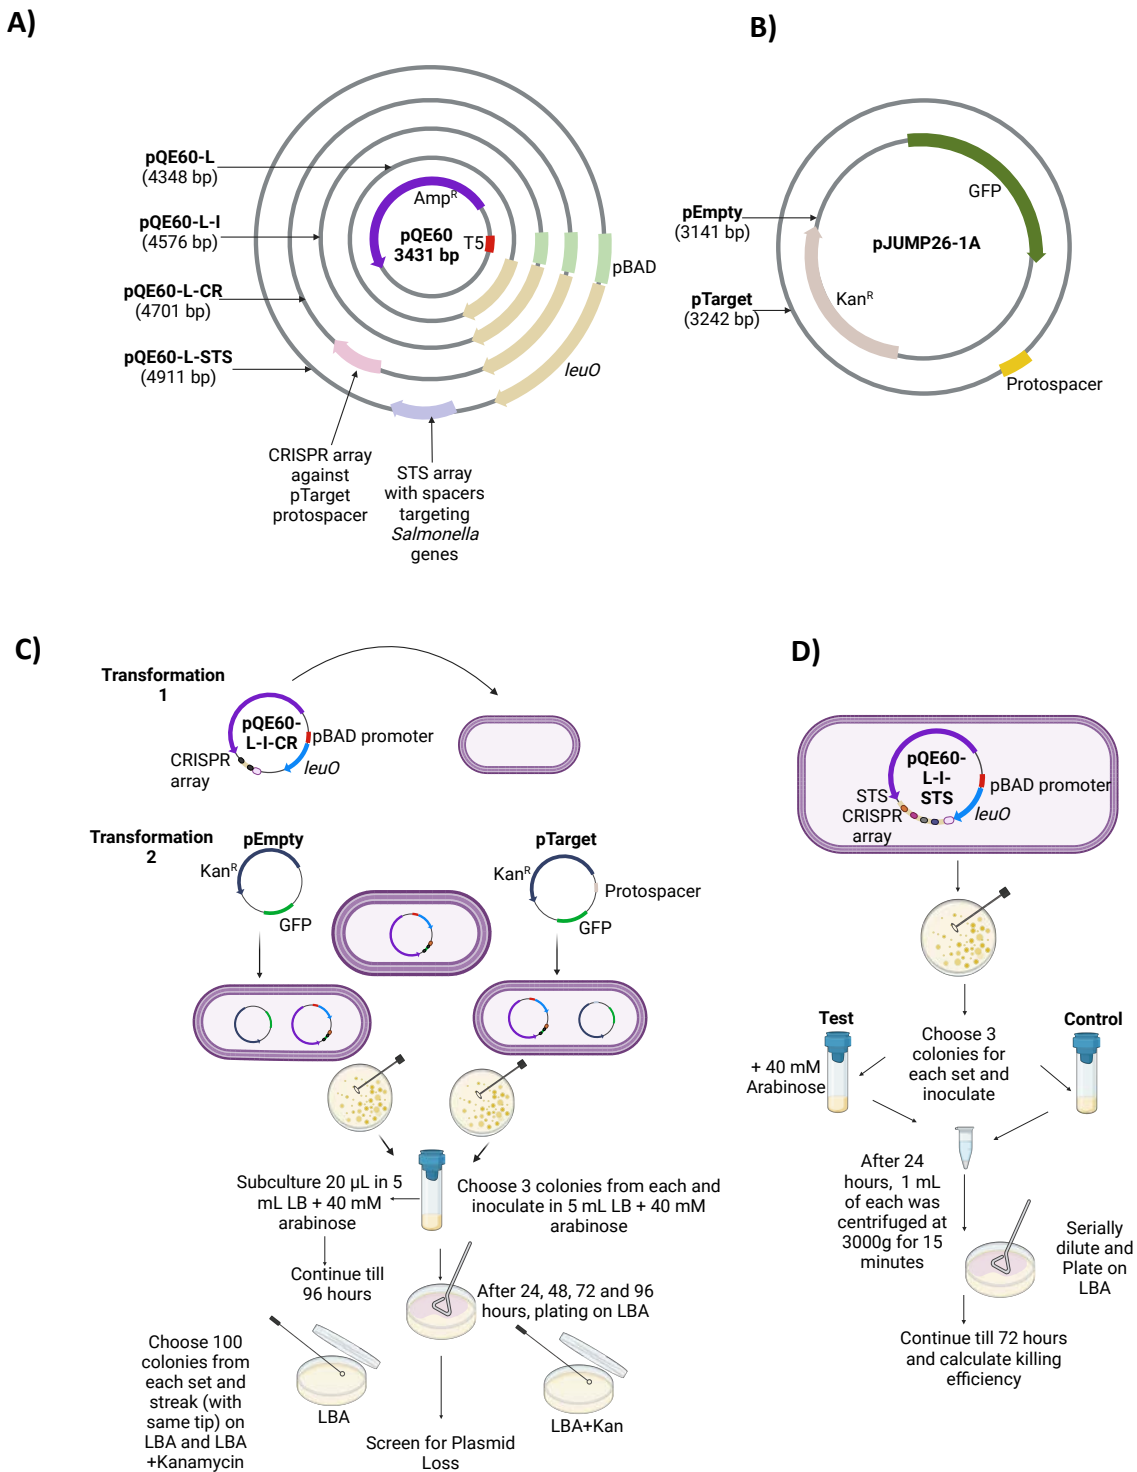 A)
pQE60-L
(4348 bp)
pQE60-L-I
(4576 bp)
pQE60-L-CR
(4701 bp)
pQE60-L-STS
(4911 bp)
Amp^R
pQE60
3431 bp
T5
pBAD
leuO
CRISPR array
against
pTarget
protospacer
STS array
with spacers
targeting
Salmonella
genes
B)
pEmpty
(3141 bp)
pTarget
(3242 bp)
GFP
pJUMP26-1A
Kan^R
Protospacer
C)
Transformation
1
pQE60-
L-I-CR
pBAD promoter
CRISPR
array
leuO
Transformation
2
pEmpty
Kan^R
GFP
pTarget
Kan^R
Protospacer
GFP
Subculture 20 µL in 5
mL LB + 40 mM
arabinose
Choose 3 colonies from each and
inoculate in 5 mL LB + 40 mM
arabinose
Continue till
96 hours
After 24, 48, 72 and 96
hours, plating on LBA
Choose 100
colonies from
each set and
streak (with
same tip) on
LBA and LBA
+Kanamycin
LBA
LBA+Kan
Screen for Plasmid
Loss
D)
pQE60-
L-I-
STS
pBAD promoter
STS
CRISPR
array
leuO
Test
+ 40 mM
Arabinose
Choose 3
colonies for
each set and
inoculate
Control
After 24
hours, 1 mL
of each was
centrifuged at
3000g for 15
minutes
Serially
dilute and
Plate on
LBA
Continue till 72 hours
and calculate killing
efficiency